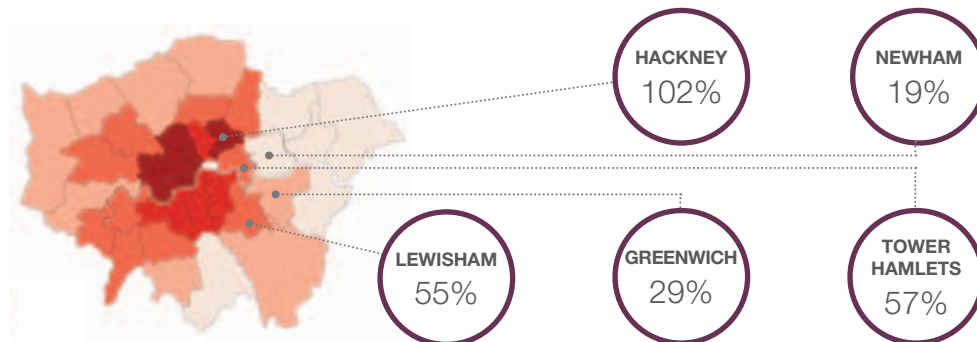 HACKNEY
102%
NEWHAM
19%
LEWISHAM
55%
GREENWICH
29%
TOWER
HAMLETS
57%